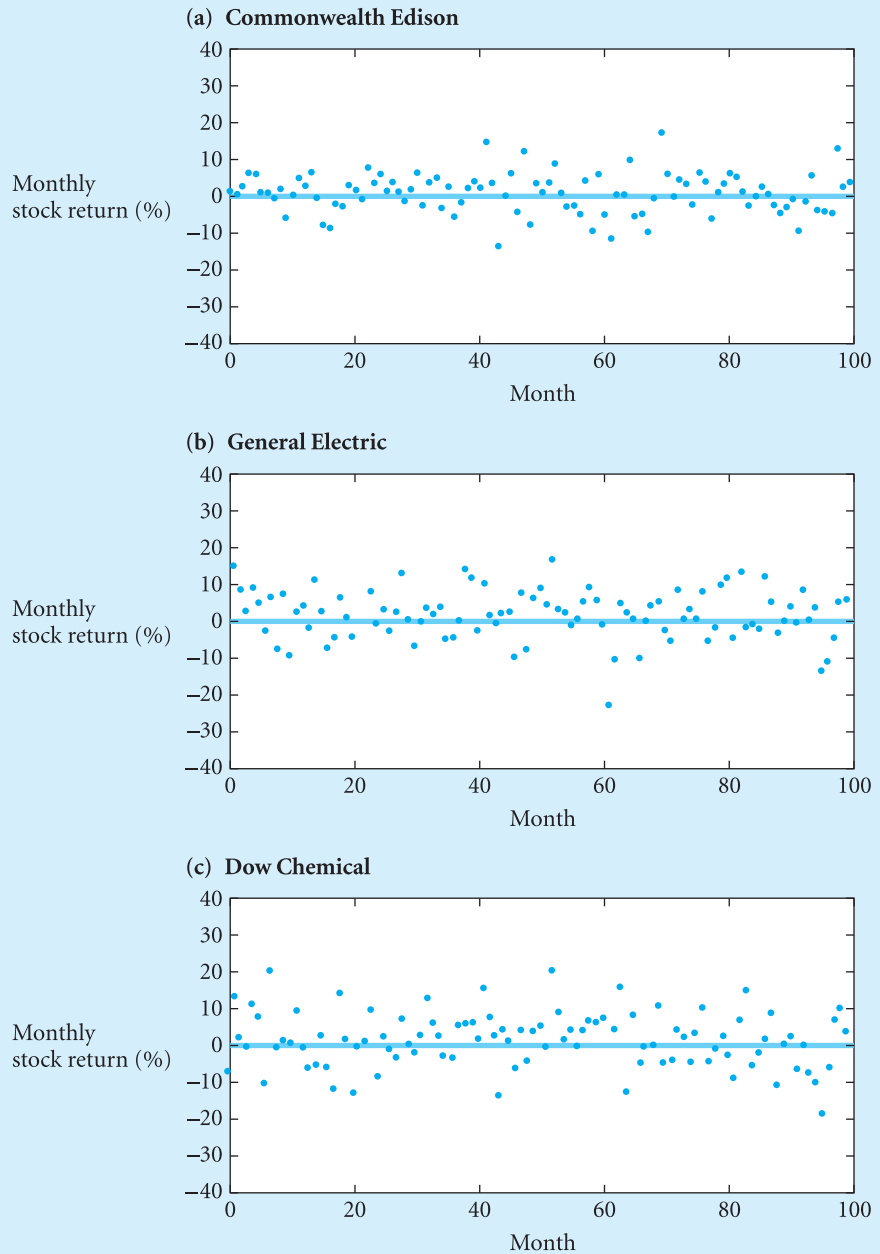 (a) Commonwealth Edison
40
30
20
10
0
−10
−20
−30
−40
Monthly
stock return (%)
0 20 40 60 80 100
Month
(b) General Electric
40
30
20
10
0
−10
−20
−30
−40
Monthly
stock return (%)
0 20 40 60 80 100
Month
(c) Dow Chemical
40
30
20
10
0
−10
−20
−30
−40
Monthly
stock return (%)
0 20 40 60 80 100
Month